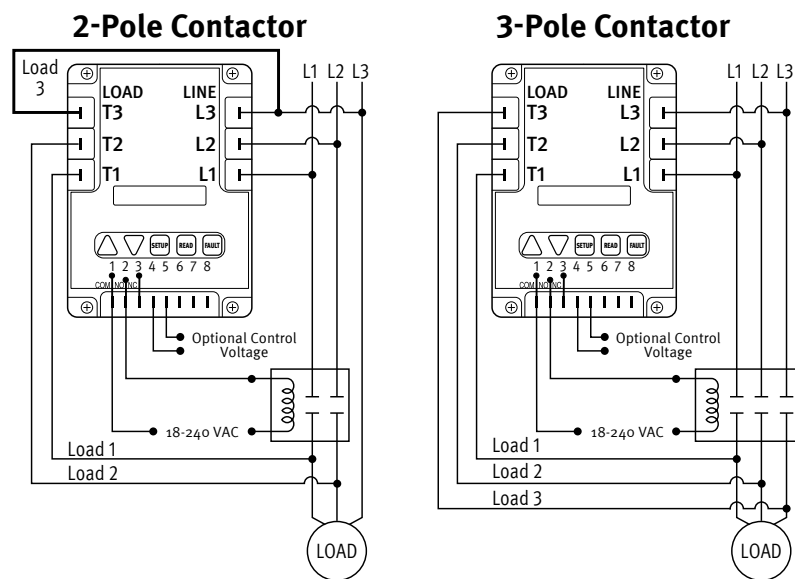 2-Pole Contactor
Load
3
L1 L2 L3
LOAD LINE
T3 L3
T2 L2
T1 L1
SETUP READ FAULT
1 2 3 4 5 6 7 8
COM NO NC
Optional Control
Voltage
18-240 VAC
Load 1
Load 2
LOAD
3-Pole Contactor
L1 L2 L3
LOAD LINE
T3 L3
T2 L2
T1 L1
SETUP READ FAULT
1 2 3 4 5 6 7 8
COM NO NC
Optional Control
Voltage
18-240 VAC
Load 1
Load 2
Load 3
LOAD